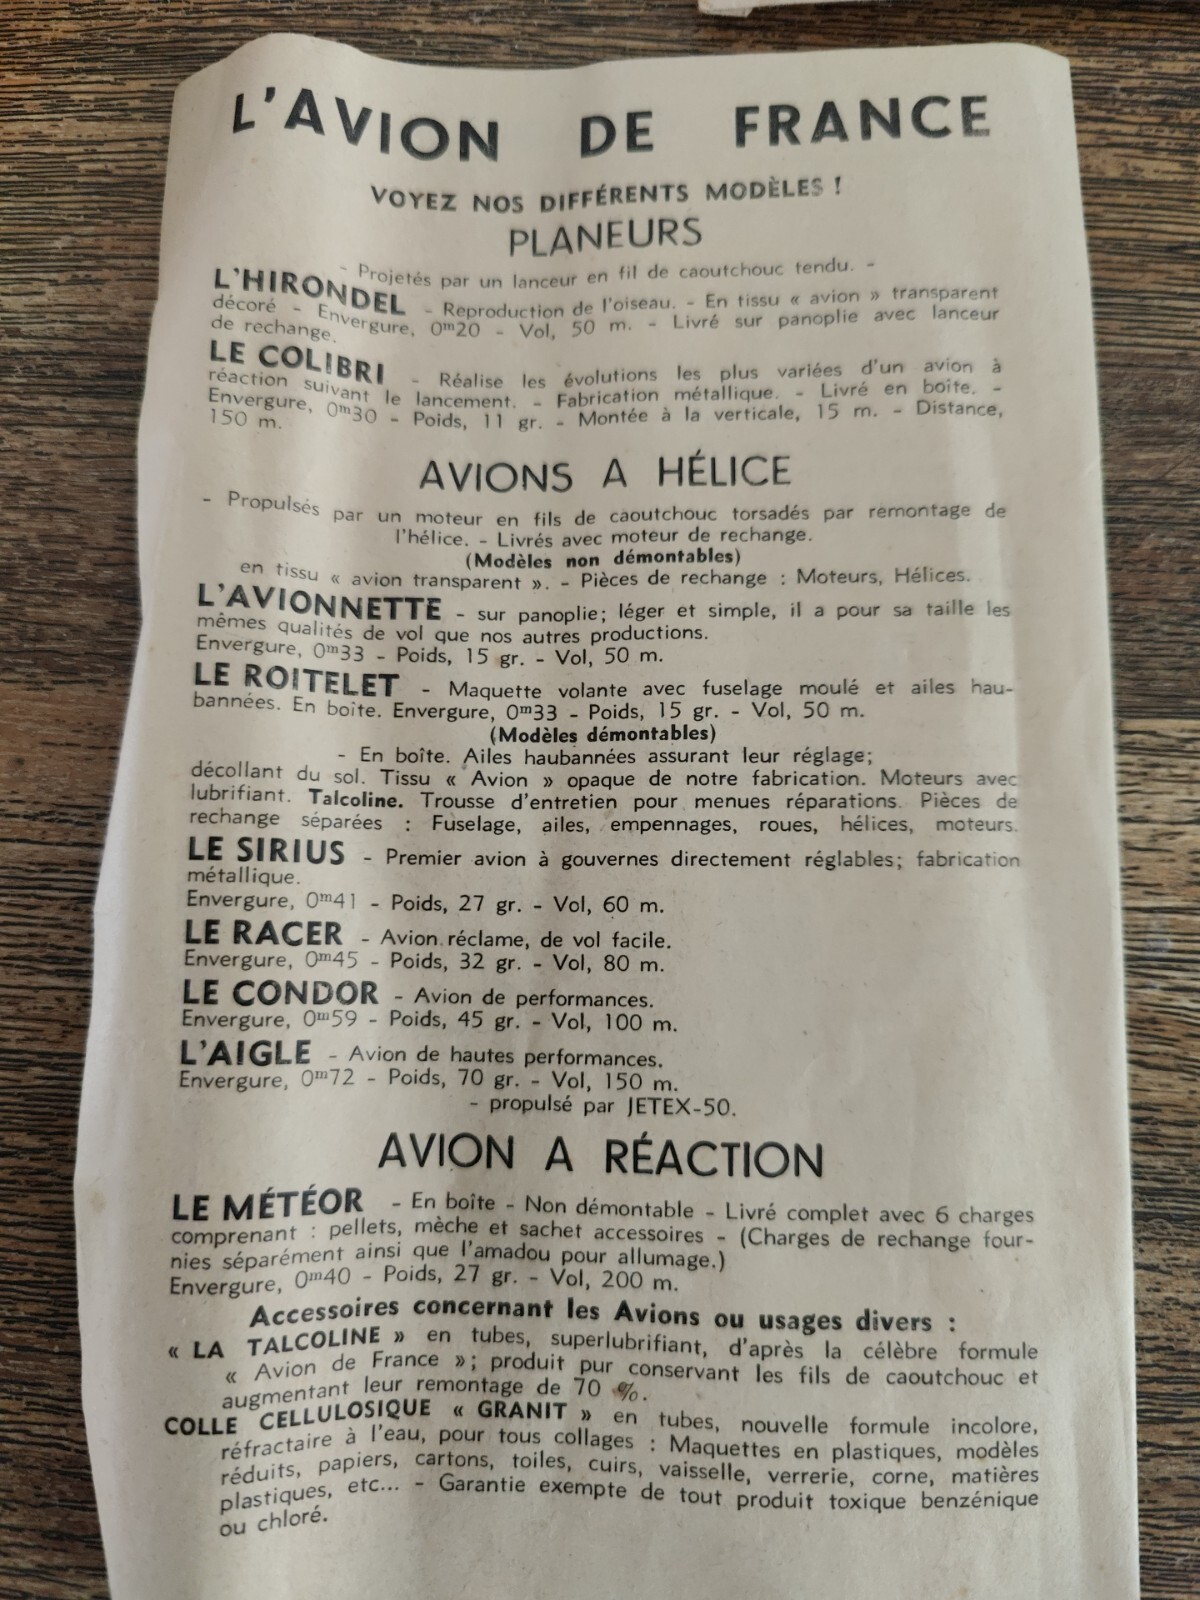 L'AVION DE FRANCE
VOYEZ NOS DIFFÉRENTS MODÈLES !
PLANEURS
- Projetés par un lanceur en fil de caoutchouc tendu. -
L'HIRONDEL - Reproduction de l'oiseau. - En tissu « avion » transparent
décoré - Envergure, 0m20 - Vol, 50 m. - Livré sur panoplie avec lanceur
de rechange.
LE COLIBRI - Réalise les évolutions les plus variées d'un avion à
réaction suivant le lancement. - Fabrication métallique. - Livré en boîte. -
Envergure, 0m30 - Poids, 11 gr. - Montée à la verticale, 15 m. - Distance,
150 m.
AVIONS A HÉLICE
- Propulsés par un moteur en fils de caoutchouc torsadés par remontage de
l'hélice. - Livrés avec moteur de rechange.
(Modèles non démontables)
en tissu « avion transparent ». - Pièces de rechange : Moteurs, Hélices.
L'AVIONNETTE - sur panoplie; léger et simple, il a pour sa taille les
mêmes qualités de vol que nos autres productions.
Envergure, 0m33 - Poids, 15 gr. - Vol, 50 m.
LE ROITELET - Maquette volante avec fuselage moulé et ailes hau-
bannées. En boîte. Envergure, 0m33 - Poids, 15 gr. - Vol, 50 m.
(Modèles démontables)
- En boîte. Ailes haubannées assurant leur réglage;
décollant du sol. Tissu « Avion » opaque de notre fabrication. Moteurs avec
lubrifiant. Talcoline. Trousse d'entretien pour menues réparations. Pièces de
rechange séparées : Fuselage, ailes, empennages, roues, hélices, moteurs.
LE SIRIUS - Premier avion à gouvernes directement réglables; fabrication
métallique.
Envergure, 0m41 - Poids, 27 gr. - Vol, 60 m.
LE RACER - Avion réclame, de vol facile.
Envergure, 0m45 - Poids, 32 gr. - Vol, 80 m.
LE CONDOR - Avion de performances.
Envergure, 0m59 - Poids, 45 gr. - Vol, 100 m.
L'AIGLE - Avion de hautes performances.
Envergure, 0m72 - Poids, 70 gr. - Vol, 150 m.
- propulsé par JETEX-50.
AVION A RÉACTION
LE MÉTÉOR - En boîte - Non démontable - Livré complet avec 6 charges
comprenant : pellets, mèche et sachet accessoires - (Charges de rechange four-
nies séparément ainsi que l'amadou pour allumage.)
Envergure, 0m40 - Poids, 27 gr. - Vol, 200 m.
Accessoires concernant les Avions ou usages divers :
« LA TALCOLINE » en tubes, superlubrifiant, d'après la célèbre formule
« Avion de France »; produit pur conservant les fils de caoutchouc et
augmentant leur remontage de 70 %.
COLLE CELLULOSIQUE « GRANIT » en tubes, nouvelle formule incolore,
réfractaire à l'eau, pour tous collages : Maquettes en plastiques, modèles
réduits, papiers, cartons, toiles, cuirs, vaisselle, verrerie, corne, matières
plastiques, etc... - Garantie exempte de tout produit toxique benzénique
ou chloré.